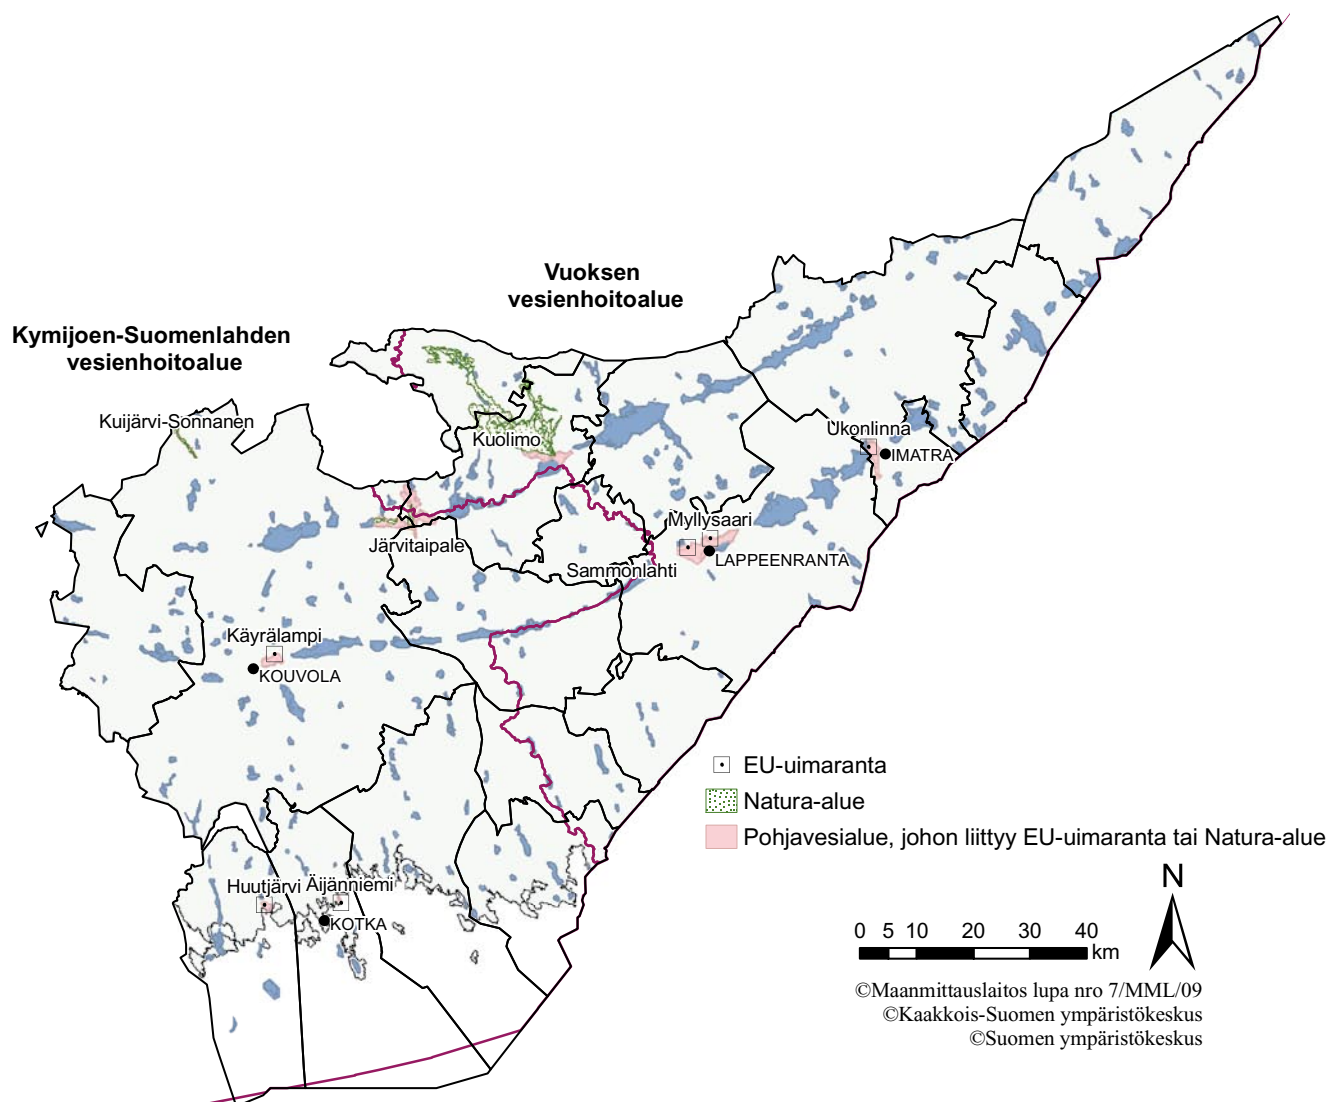 Vuoksen
vesienhoitoalue
Kymijoen-Suomenlahden
vesienhoitoalue
Kuijärvi-Sonnanen
Kuolimo
Ukonlinna
IMATRA
Myllysaari
Järvitaipale
LAPPEENRANTA
Sammonlahti
Käyrälampi
KOUVOLA
EU-uimaranta
Natura-alue
Pohjavesialue, johon liittyy EU-uimaranta tai Natura-alue
Huutjärvi
Äijänniemi
KOTKA
N
0 5 10 20 30 40
km
©Maanmittauslaitos lupa nro 7/MML/09
©Kaakkois-Suomen ympäristökeskus
©Suomen ympäristökeskus